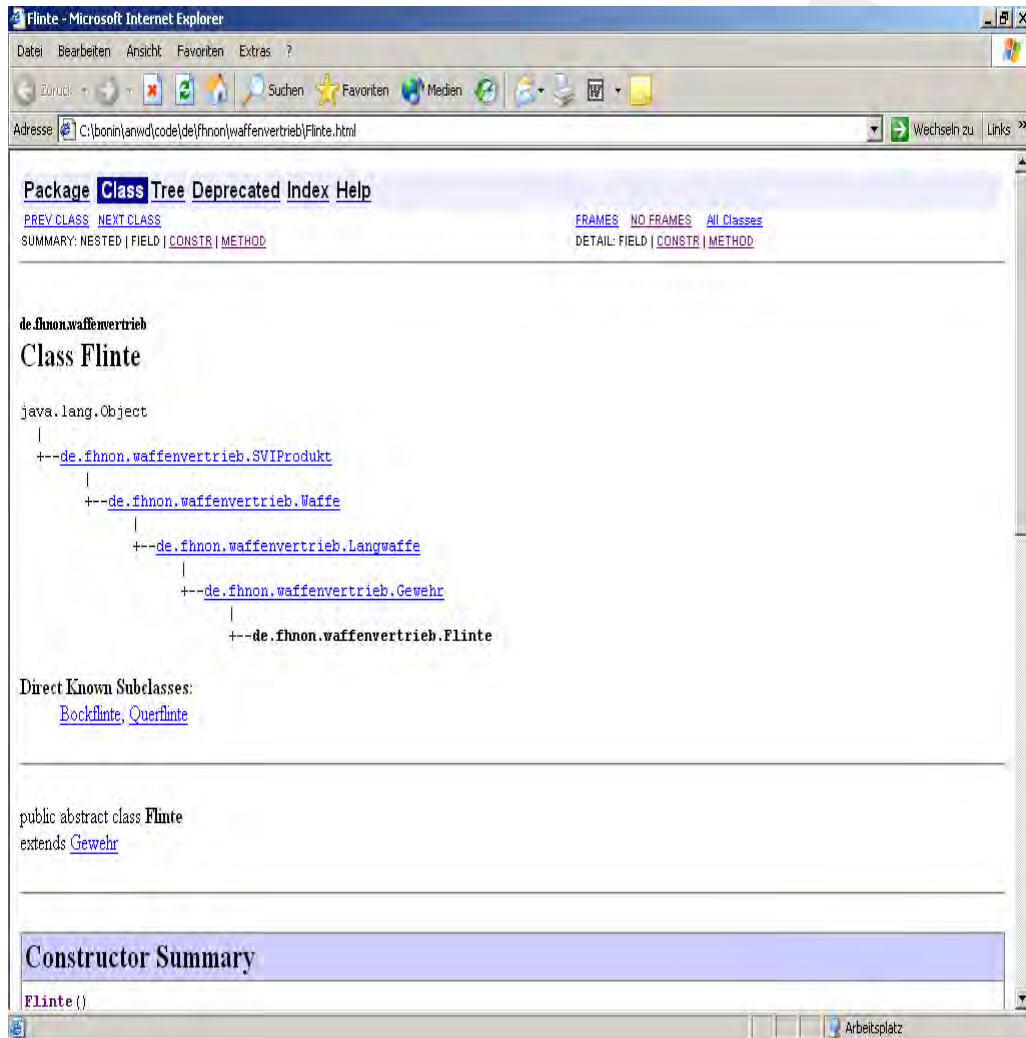 Flinte - Microsoft Internet Explorer
Datei Bearbeiten Ansicht Favoriten Extras ?
Zurück Suchen Favoriten Medien
Adresse C:\bonin\anwd\code\de\fhnon\waffenvertrieb\Flinte.html Wechseln zu Links »
Package Class Tree Deprecated Index Help
PREV CLASS NEXT CLASS FRAMES NO FRAMES All Classes
SUMMARY: NESTED | FIELD | CONSTR | METHOD DETAIL: FIELD | CONSTR | METHOD
de.fhnon.waffenvertrieb
Class Flinte
java.lang.Object
|
+--de.fhnon.waffenvertrieb.SVIProdukt
|
+--de.fhnon.waffenvertrieb.Waffe
|
+--de.fhnon.waffenvertrieb.Langwaffe
|
+--de.fhnon.waffenvertrieb.Gewehr
|
+--de.fhnon.waffenvertrieb.Flinte
Direct Known Subclasses:
Bockflinte, Querflinte
public abstract class Flinte
extends Gewehr
Constructor Summary
Flinte()
Arbeitsplatz